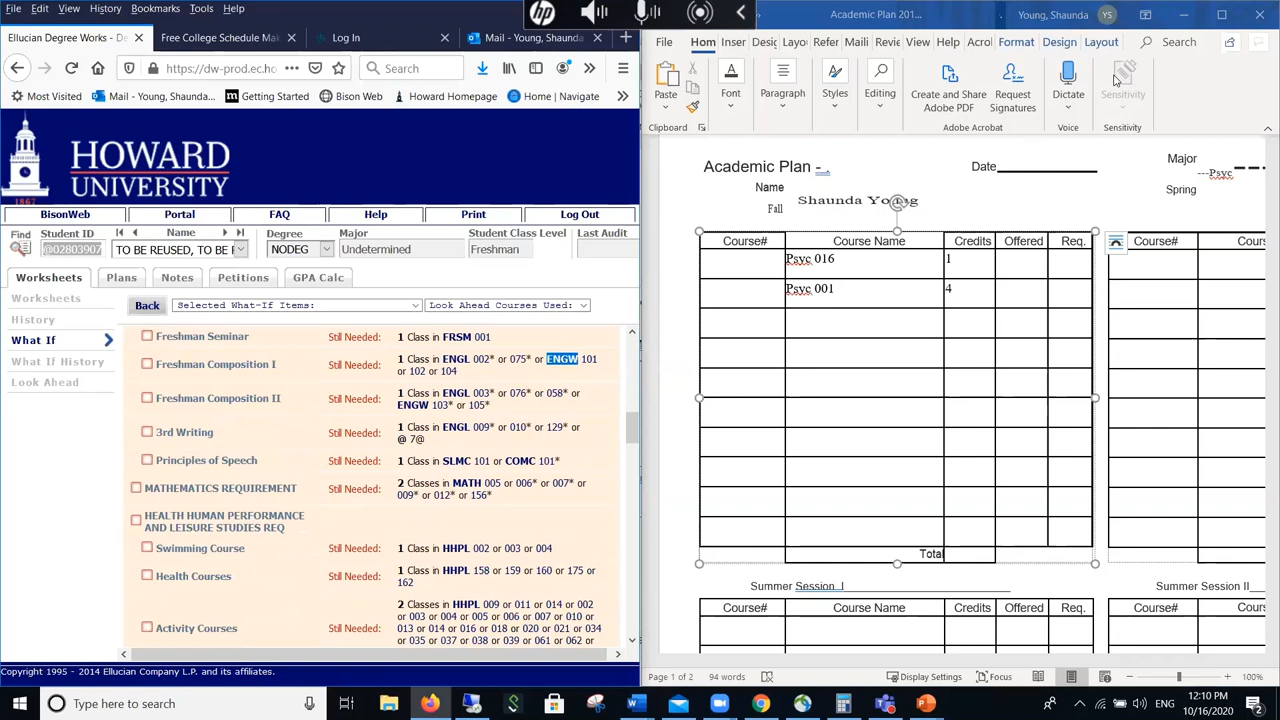 File Edit View History Bookmarks Tools Help
Ellucian Degree Works - De
Free College Schedule Mak
Log In
Mail - Young, Shaunda
https://dw-prod.ec.ho
Search
Most Visited Mail - Young, Shaunda... Getting Started Bison Web Howard Homepage Home | Navigate
HOWARD
UNIVERSITY
1867
BisonWeb Portal FAQ Help Print Log Out
Find Student ID Name Degree Major Student Class Level Last Audit
@02803907 TO BE REUSED, TO BE R NODEG Undetermined Freshman
Worksheets Plans Notes Petitions GPA Calc
Worksheets
History
What If
What If History
Look Ahead
Back Selected What-If Items: Look Ahead Courses Used:
Freshman Seminar Still Needed: 1 Class in FRSM 001
Freshman Composition I Still Needed: 1 Class in ENGL 002* or 075* or ENGW 101
or 102 or 104
Freshman Composition II Still Needed: 1 Class in ENGL 003* or 076* or 058* or
ENGW 103* or 105*
3rd Writing Still Needed: 1 Class in ENGL 009* or 010* or 129* or
@ 7@
Principles of Speech Still Needed: 1 Class in SLMC 101 or COMC 101*
MATHEMATICS REQUIREMENT Still Needed: 2 Classes in MATH 005 or 006* or 007* or
009* or 012* or 156*
HEALTH HUMAN PERFORMANCE
AND LEISURE STUDIES REQ
Swimming Course Still Needed: 1 Class in HHPL 002 or 003 or 004
Health Courses Still Needed: 1 Class in HHPL 158 or 159 or 160 or 175 or
162
2 Classes in HHPL 009 or 011 or 014 or 002
or 003 or 004 or 005 or 006 or 007 or 010
or 013 or 014 or 016 or 018 or 020 or 021 or 034
Activity Courses Still Needed: or 035 or 037 or 038 or 039 or 061 or 062 or
Copyright 1995 - 2014 Ellucian Company L.P. and its affiliates.
hp
Academic Plan 201...
Young, Shaunda YS
File Hom Inser Desig Layou Refer Maili Revie View Help Acrol Format Design Layout Search
Paste Font Paragraph Styles Editing Create and Share
Adobe PDF Request
Signatures Dictate Sensitivity
Clipboard Adobe Acrobat Voice Sensitivity
Academic Plan - Date Major
---Psyc
Name Shaunda Young
Fall Spring
Course# Course Name Credits Offered Req. Course# Cours
Psyc 016 1
Psyc 001 4
Total
Summer Session I Summer Session II
Course# Course Name Credits Offered Req. Course# Cours
Page 1 of 2 94 words Display Settings Focus 100%
Type here to search
ENG
12:10 PM
10/16/2020